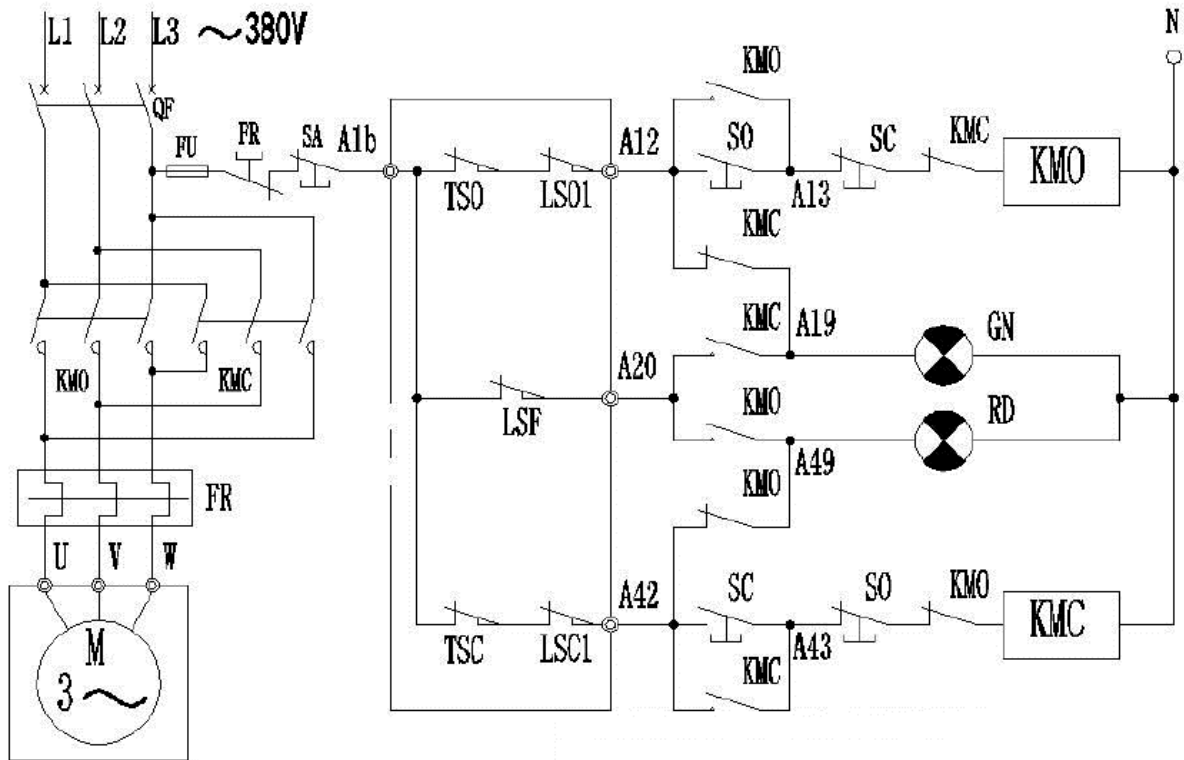 L1 L2 L3 ～380V
N
KMO
QF
FU FR SA A1b A12 SO SC KMC
KMO
TSO LSO1 A13
KMC
KMC A19 GN
A20
KMO KMC KMO RD
LSF
A49
KMO
FR
U V W
A42 SC SO KMO
KMC
M
TSC LSC1 A43
KMC
3～